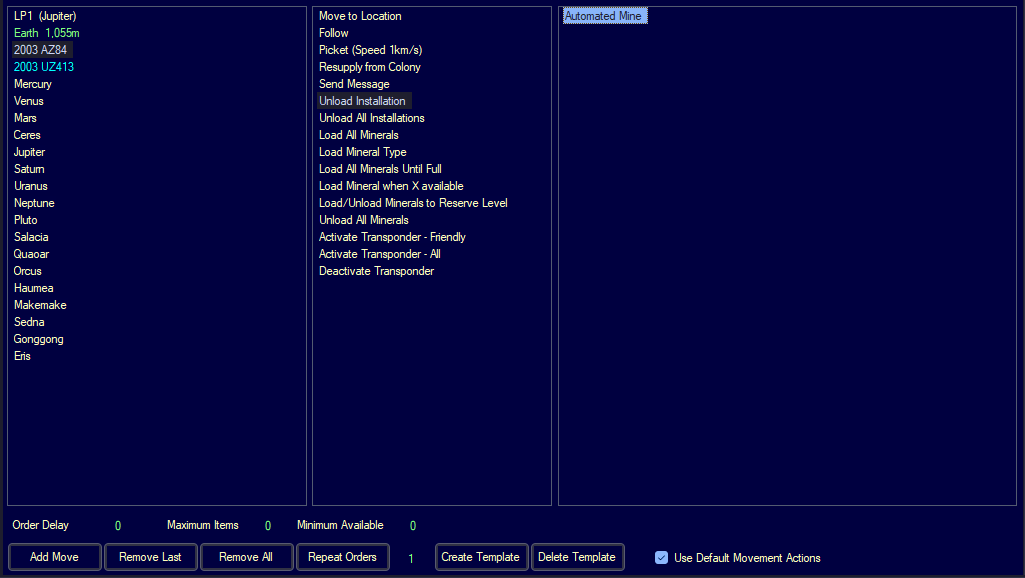 LP1 (Jupiter)
Earth 1,055m
2003 AZ84
2003 UZ413
Mercury
Venus
Mars
Ceres
Jupiter
Saturn
Uranus
Neptune
Pluto
Salacia
Quaoar
Orcus
Haumea
Makemake
Sedna
Gonggong
Eris
Move to Location
Follow
Picket (Speed 1km/s)
Resupply from Colony
Send Message
Unload Installation
Unload All Installations
Load All Minerals
Load Mineral Type
Load All Minerals Until Full
Load Mineral when X available
Load/Unload Minerals to Reserve Level
Unload All Minerals
Activate Transponder - Friendly
Activate Transponder - All
Deactivate Transponder
Automated Mine
Order Delay 0 Maximum Items 0 Minimum Available 0
Add Move Remove Last Remove All Repeat Orders 1 Create Template Delete Template Use Default Movement Actions